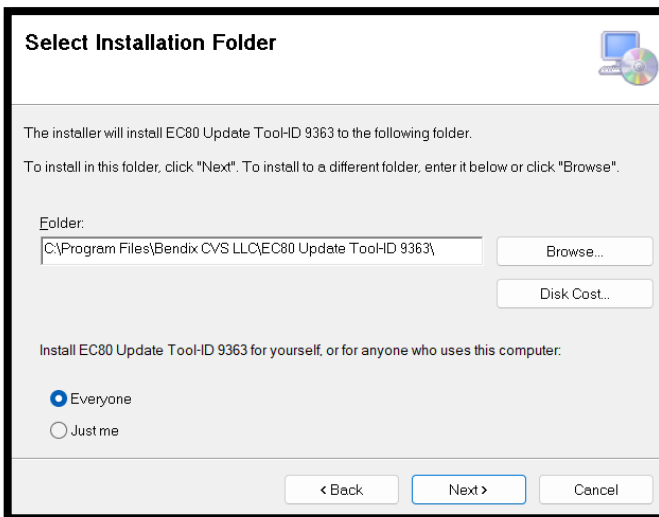 Select Installation Folder
The installer will install EC80 Update Tool-ID 9363 to the following folder.
To install in this folder, click "Next". To install to a different folder, enter it below or click "Browse".
Folder:
C:\Program Files\Bendix CVS LLC\EC80 Update Tool-ID 9363\
Browse...
Disk Cost...
Install EC80 Update Tool-ID 9363 for yourself, or for anyone who uses this computer:
Everyone
Just me
< Back
Next >
Cancel